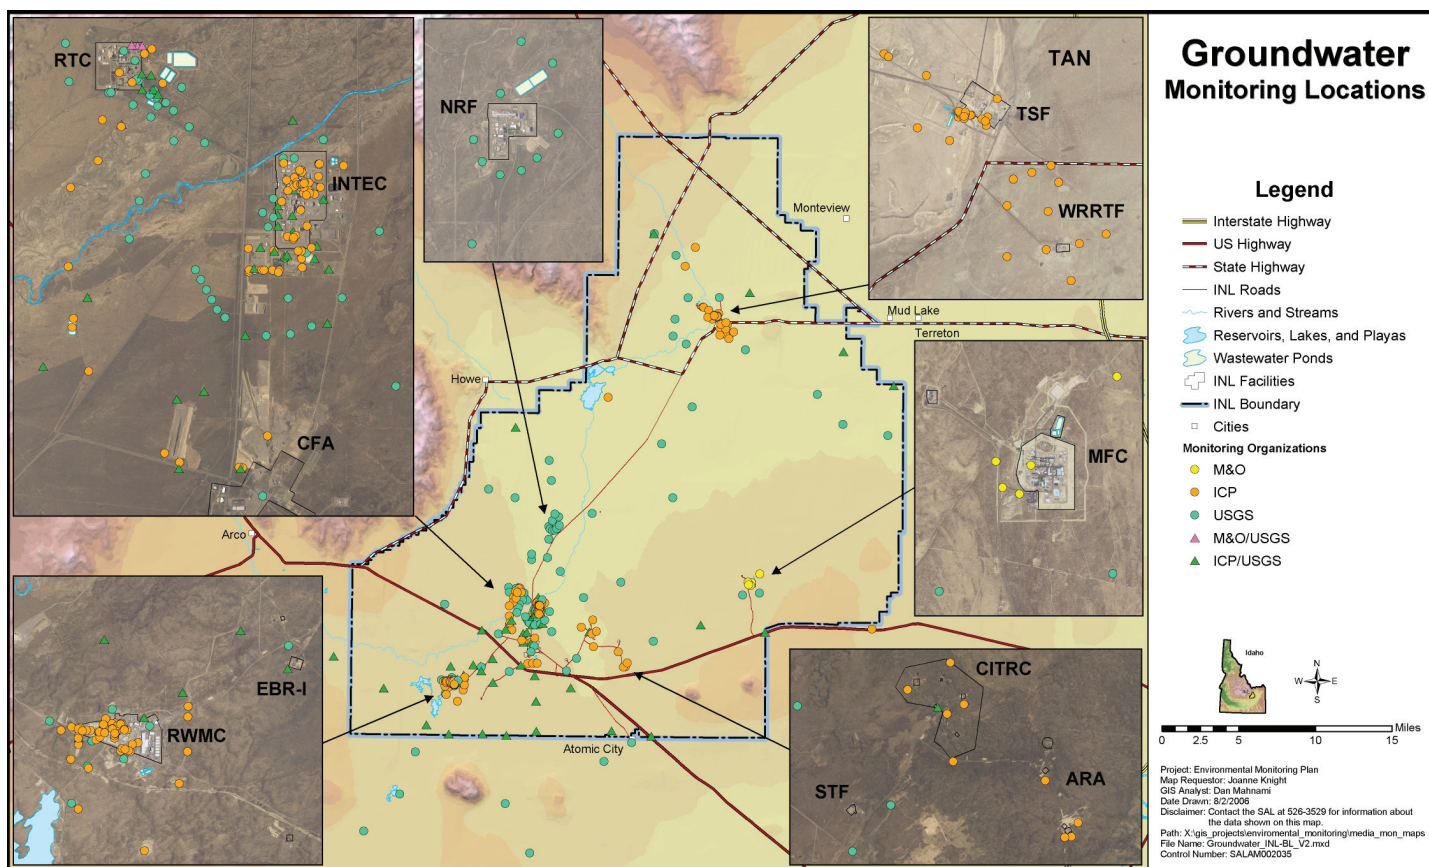 Groundwater
Monitoring Locations
Legend
Interstate Highway
US Highway
State Highway
INL Roads
Rivers and Streams
Reservoirs, Lakes, and Playas
Wastewater Ponds
INL Facilities
INL Boundary
Cities
Monitoring Organizations
M&O
ICP
USGS
M&O/USGS
ICP/USGS
Idaho
N
W
E
S
Miles
0 2.5 5 10 15
Project: Environmental Monitoring Plan
Map Requestor: Joanne Knight
GIS Analyst: Dan Mahnami
Date Drawn: 8/2/2006
Disclaimer: Contact the SAL at 526-3529 for information about
the data shown on this map.
Path: X:\gis_projects\enviromental_monitoring\media_mon_maps
File Name: Groundwater_INL-BL_V2.mxd
Control Number: SALAM002035
RTC
INTEC
CFA
NRF
TAN
TSF
WRRTF
Monteview
Mud Lake
Terreton
Howe
MFC
Arco
EBR-I
RWMC
Atomic City
CITRC
STF
ARA